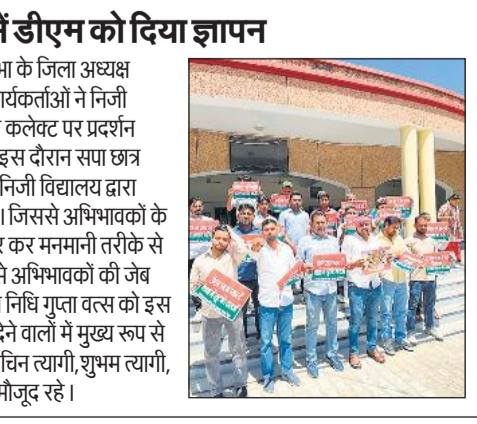 में डीएम को दिया ज्ञापन
भा के जिला अध्यक्ष
र्यकर्ताओं ने निजी
कलेक्ट पर प्रदर्शन
इस दौरान सपा छात्र
निजी विद्यालय द्वारा
। जिससे अभिभावकों के
र कर मनमानी तरीके से
से अभिभावकों की जेब
निधि गुप्ता वत्स को इस
देने वालों में मुख्य रूप से
चिन त्यागी,शुभम त्यागी,
मौजूद रहे ।